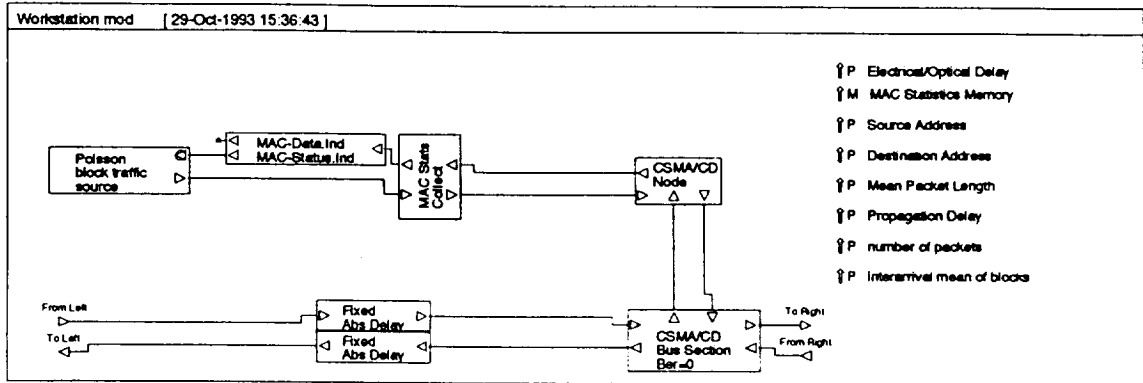 Workstation mod [ 29-Oct-1993 15:36:43 ]
P Electrical/Optical Delay
M MAC Statistics Memory
P Source Address
P Destination Address
P Mean Packet Length
P Propagation Delay
P number of packets
P Interarrival mean of blocks
Poisson
block traffic
source
MAC-Data.Ind
MAC-Status.Ind
MAC Stats
Collect
CSMA/CD
Node
From Left
To Left
Fixed
Abs Delay
Fixed
Abs Delay
CSMA/CD
Bus Section
Ber=0
To Right
From Right